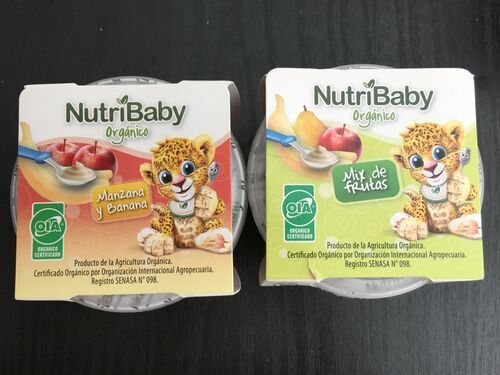 NutriBaby
Orgánico
Manzana
y Banana
OIA
ORGANICO
CERTIFICADO
Producto de la Agricultura Orgánica.
Certificado Orgánico por Organización Internacional Agropecuaria.
Registro SENASA N° 098.
NutriBaby
Orgánico
Mix de
frutas
OIA
ORGANICO
CERTIFICADO
Producto de la Agricultura Orgánica.
Certificado Orgánico por Organización Internacional Agropecuaria.
Registro SENASA N° 098.